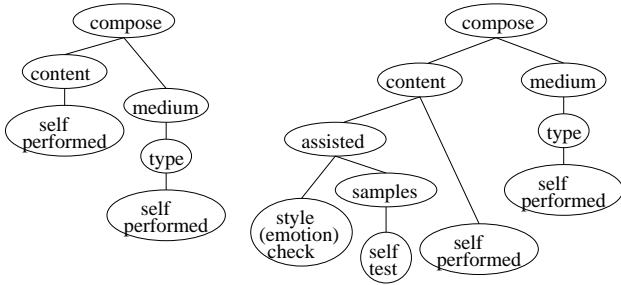 compose
content
medium
self
performed
type
self
performed
compose
content
medium
assisted
type
samples
self
performed
style
(emotion)
check
self
test
self
performed